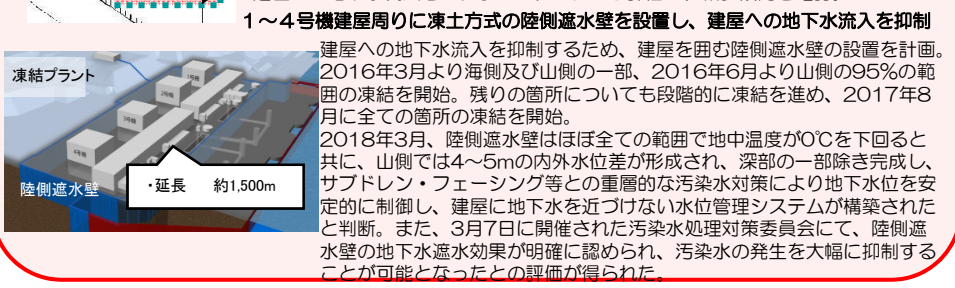 1～4号機建屋周りに凍土方式の陸側遮水壁を設置し、建屋への地下水流入を抑制
建屋への地下水流入を抑制するため、建屋を囲む陸側遮水壁の設置を計画。
2016年3月より海側及び山側の一部、2016年6月より山側の95%の範
囲の凍結を開始。残りの箇所についても段階的に凍結を進め、2017年8
月に全ての箇所の凍結を開始。
2018年3月、陸側遮水壁はほぼ全ての範囲で地中温度が0℃を下回ると
共に、山側では4～5mの内外水位差が形成され、深部の一部除き完成し、
サブドレン・フェーシング等との重層的な汚染水対策により地下水位を安
定的に制御し、建屋に地下水を近づけない水位管理システムが構築された
と判断。また、3月7日に開催された汚染水処理対策委員会にて、陸側遮
水壁の地下水遮水効果が明確に認められ、汚染水の発生を大幅に抑制する
ことが可能となったとの評価が得られた。
凍結プラント
1号機
2号機
3号機
4号機
陸側遮水壁
・延長　約1,500m